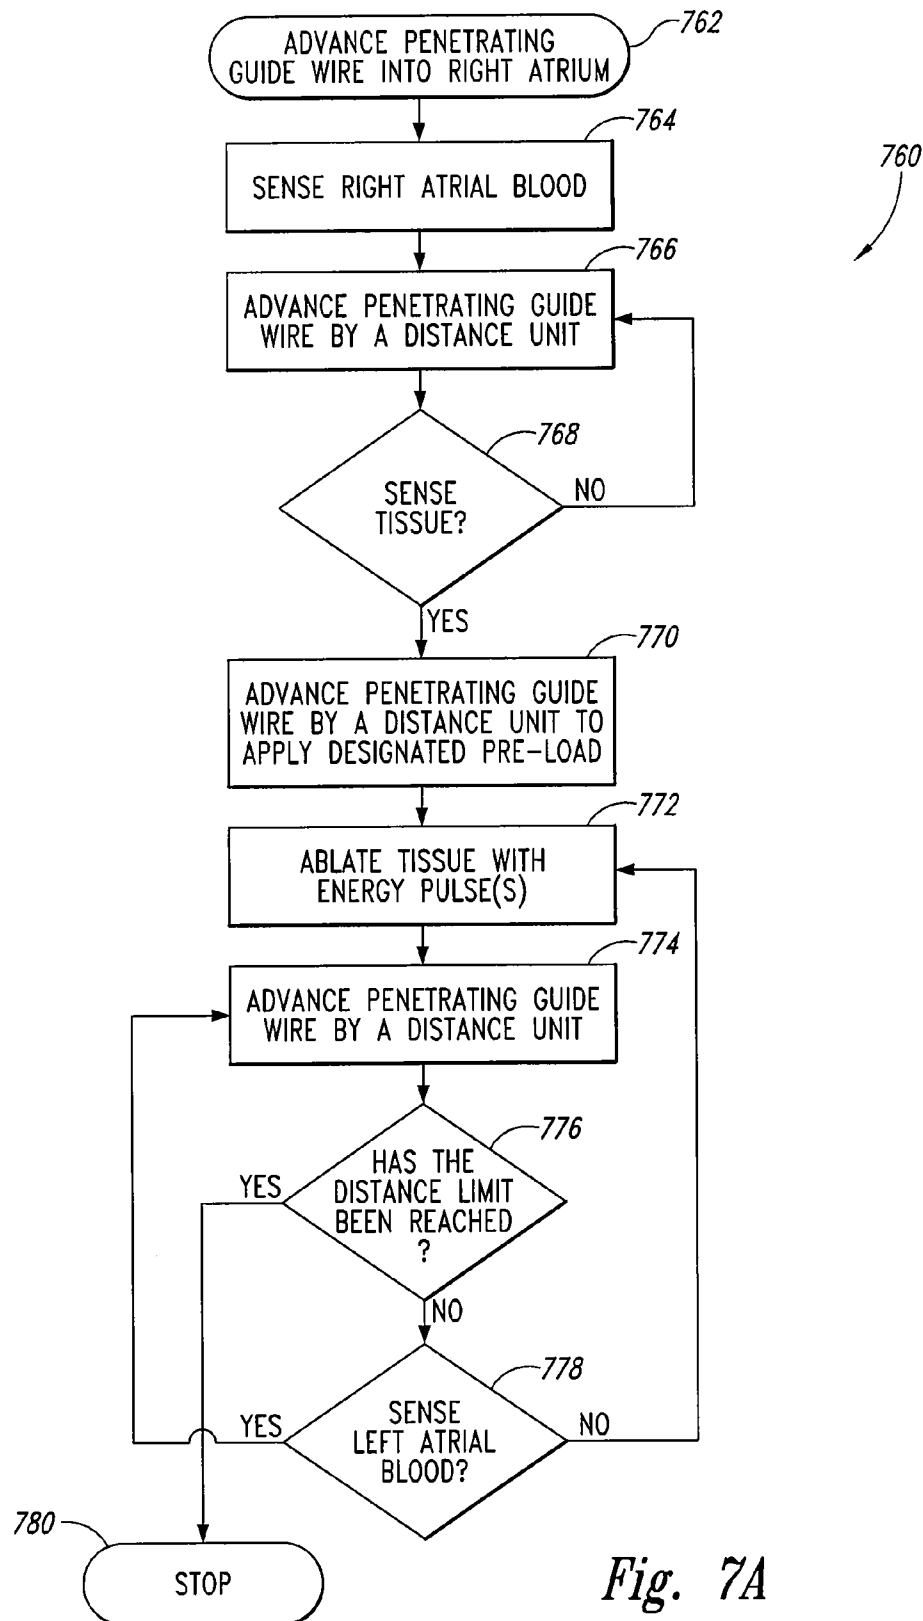 ADVANCE PENETRATING
GUIDE WIRE INTO RIGHT ATRIUM
762
764
SENSE RIGHT ATRIAL BLOOD
760
766
ADVANCE PENETRATING GUIDE
WIRE BY A DISTANCE UNIT
768
SENSE
TISSUE?
NO
YES
770
ADVANCE PENETRATING GUIDE
WIRE BY A DISTANCE UNIT TO
APPLY DESIGNATED PRE-LOAD
772
ABLATE TISSUE WITH
ENERGY PULSE(S)
774
ADVANCE PENETRATING GUIDE
WIRE BY A DISTANCE UNIT
776
HAS THE
DISTANCE LIMIT
BEEN REACHED
?
YES
NO
778
SENSE
LEFT ATRIAL
BLOOD?
YES
NO
780
STOP
Fig. 7A